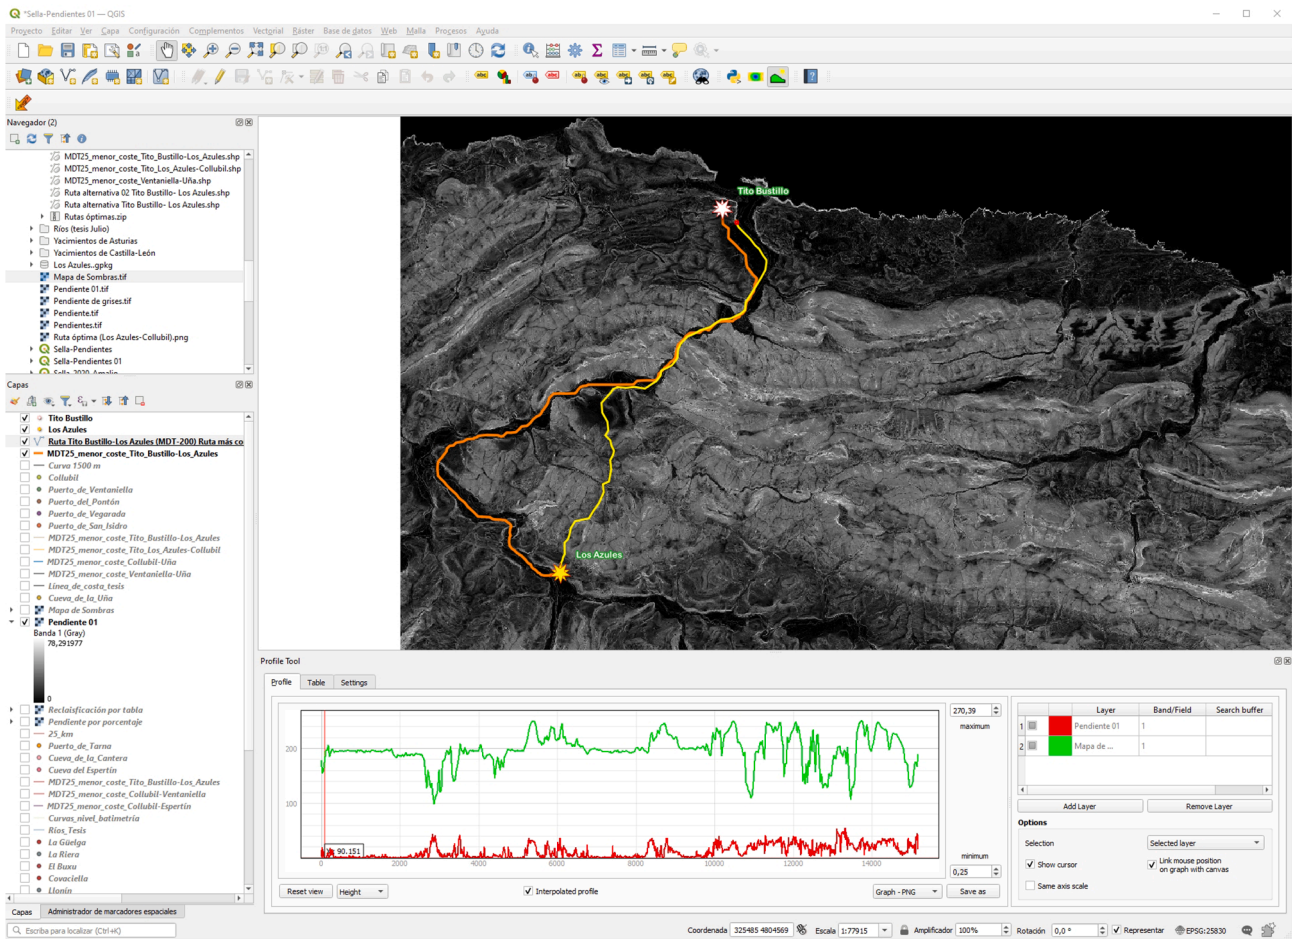 *Sella-Pendientes 01 — QGIS
Proyecto Editar Ver Capa Configuración Complementos Vectorial Ráster Base de datos Web Malla Procesos Ayuda
Navegador (2)
MDT25_menor_coste_Tito_Bustillo-Los_Azules.shp
MDT25_menor_coste_Tito_Los_Azules-Collubil.shp
MDT25_menor_coste_Ventaniella-Uña.shp
Ruta alternativa 02 Tito Bustillo- Los Azules.shp
Ruta alternativa Tito Bustillo- Los Azules.shp
Rutas óptimas.zip
Ríos (tesis Julio)
Yacimientos de Asturias
Yacimientos de Castilla-León
Los Azules..gpkg
Mapa de Sombras.tif
Pendiente 01.tif
Pendiente de grises.tif
Pendiente.tif
Pendientes.tif
Ruta óptima (Los Azules-Collubil).png
Sella-Pendientes
Sella-Pendientes 01
Sella-2020-Amalio
Capas
Tito Bustillo
Los Azules
Ruta Tito Bustillo-Los Azules (MDT-200) Ruta más co
MDT25_menor_coste_Tito_Bustillo-Los_Azules
Curva 1500 m
Collubil
Puerto_de_Ventaniella
Puerto_del_Pontón
Puerto_de_Vegarada
Puerto_de_San_Isidro
MDT25_menor_coste_Tito_Bustillo-Los_Azules
MDT25_menor_coste_Tito_Los_Azules-Collubil
MDT25_menor_coste_Collubil-Uña
MDT25_menor_coste_Ventaniella-Uña
Línea_de_costa_tesis
Cueva_de_la_Uña
Mapa de Sombras
Pendiente 01
Banda 1 (Gray)
78,291977
0
Reclaisificación por tabla
Pendiente por porcentaje
25_km
Puerto_de_Tarna
Cueva_de_la_Cantera
Cueva del Espertín
MDT25_menor_coste_Tito_Bustillo-Los_Azules
MDT25_menor_coste_Collubil-Ventaniella
MDT25_menor_coste_Collubil-Espertín
Curvas_nivel_batimetría
Ríos_Tesis
La Güelga
La Riera
El Buxu
Covaciella
Llonín
Capas Administrador de marcadores espaciales
Escriba para localizar (Ctrl+K)
Tito Bustillo
Los Azules
Profile Tool
Profile Table Settings
200
100
90.151
0 2000 4000 6000 8000 10000 12000 14000
270,39
maximum
minimum
0,25
Reset view Height Interpolated profile Graph - PNG Save as
Layer Band/Field Search buffer
1 Pendiente 01 1
2 Mapa de ... 1
Add Layer Remove Layer
Options
Selection Selected layer
Show cursor
Link mouse position
on graph with canvas
Same axis scale
Coordenada 325485 4804569 Escala 1:77915 Amplificador 100% Rotación 0,0 ° Representar EPSG:25830